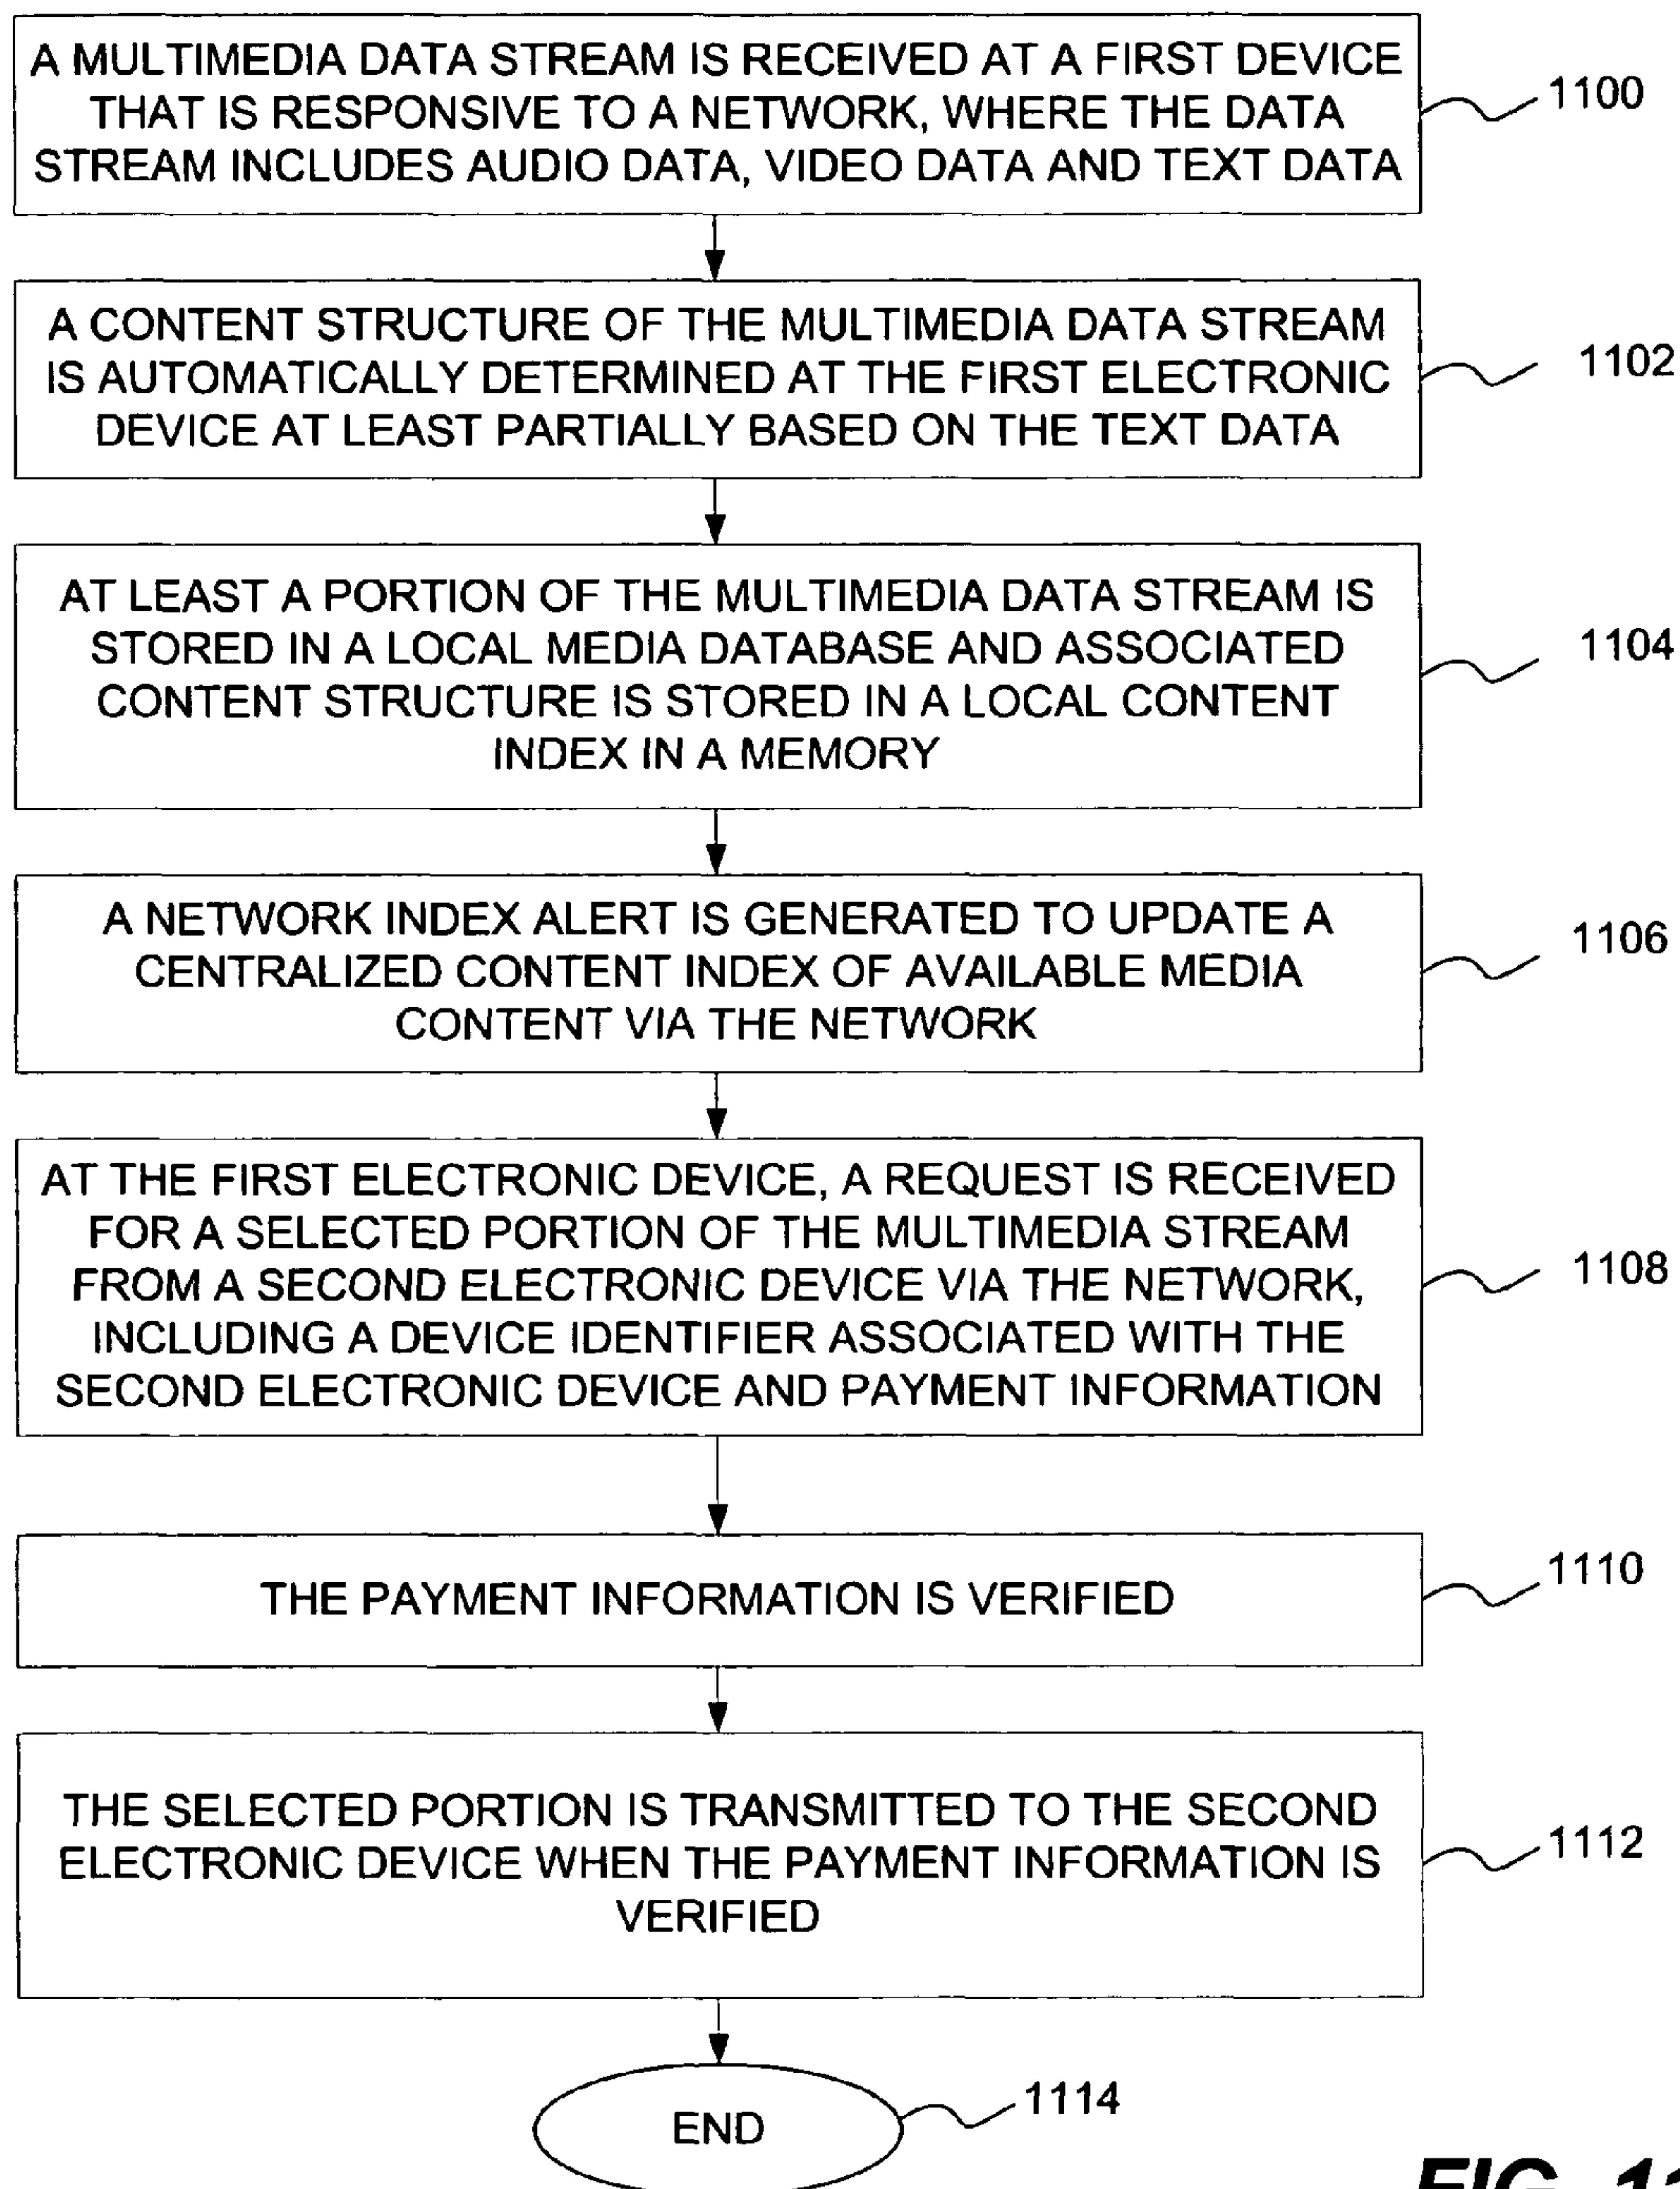 A MULTIMEDIA DATA STREAM IS RECEIVED AT A FIRST DEVICE
THAT IS RESPONSIVE TO A NETWORK, WHERE THE DATA
STREAM INCLUDES AUDIO DATA, VIDEO DATA AND TEXT DATA
1100
A CONTENT STRUCTURE OF THE MULTIMEDIA DATA STREAM
IS AUTOMATICALLY DETERMINED AT THE FIRST ELECTRONIC
DEVICE AT LEAST PARTIALLY BASED ON THE TEXT DATA
1102
AT LEAST A PORTION OF THE MULTIMEDIA DATA STREAM IS
STORED IN A LOCAL MEDIA DATABASE AND ASSOCIATED
CONTENT STRUCTURE IS STORED IN A LOCAL CONTENT
INDEX IN A MEMORY
1104
A NETWORK INDEX ALERT IS GENERATED TO UPDATE A
CENTRALIZED CONTENT INDEX OF AVAILABLE MEDIA
CONTENT VIA THE NETWORK
1106
AT THE FIRST ELECTRONIC DEVICE, A REQUEST IS RECEIVED
FOR A SELECTED PORTION OF THE MULTIMEDIA STREAM
FROM A SECOND ELECTRONIC DEVICE VIA THE NETWORK,
INCLUDING A DEVICE IDENTIFIER ASSOCIATED WITH THE
SECOND ELECTRONIC DEVICE AND PAYMENT INFORMATION
1108
THE PAYMENT INFORMATION IS VERIFIED
1110
THE SELECTED PORTION IS TRANSMITTED TO THE SECOND
ELECTRONIC DEVICE WHEN THE PAYMENT INFORMATION IS
VERIFIED
1112
END
1114
FIG. 11